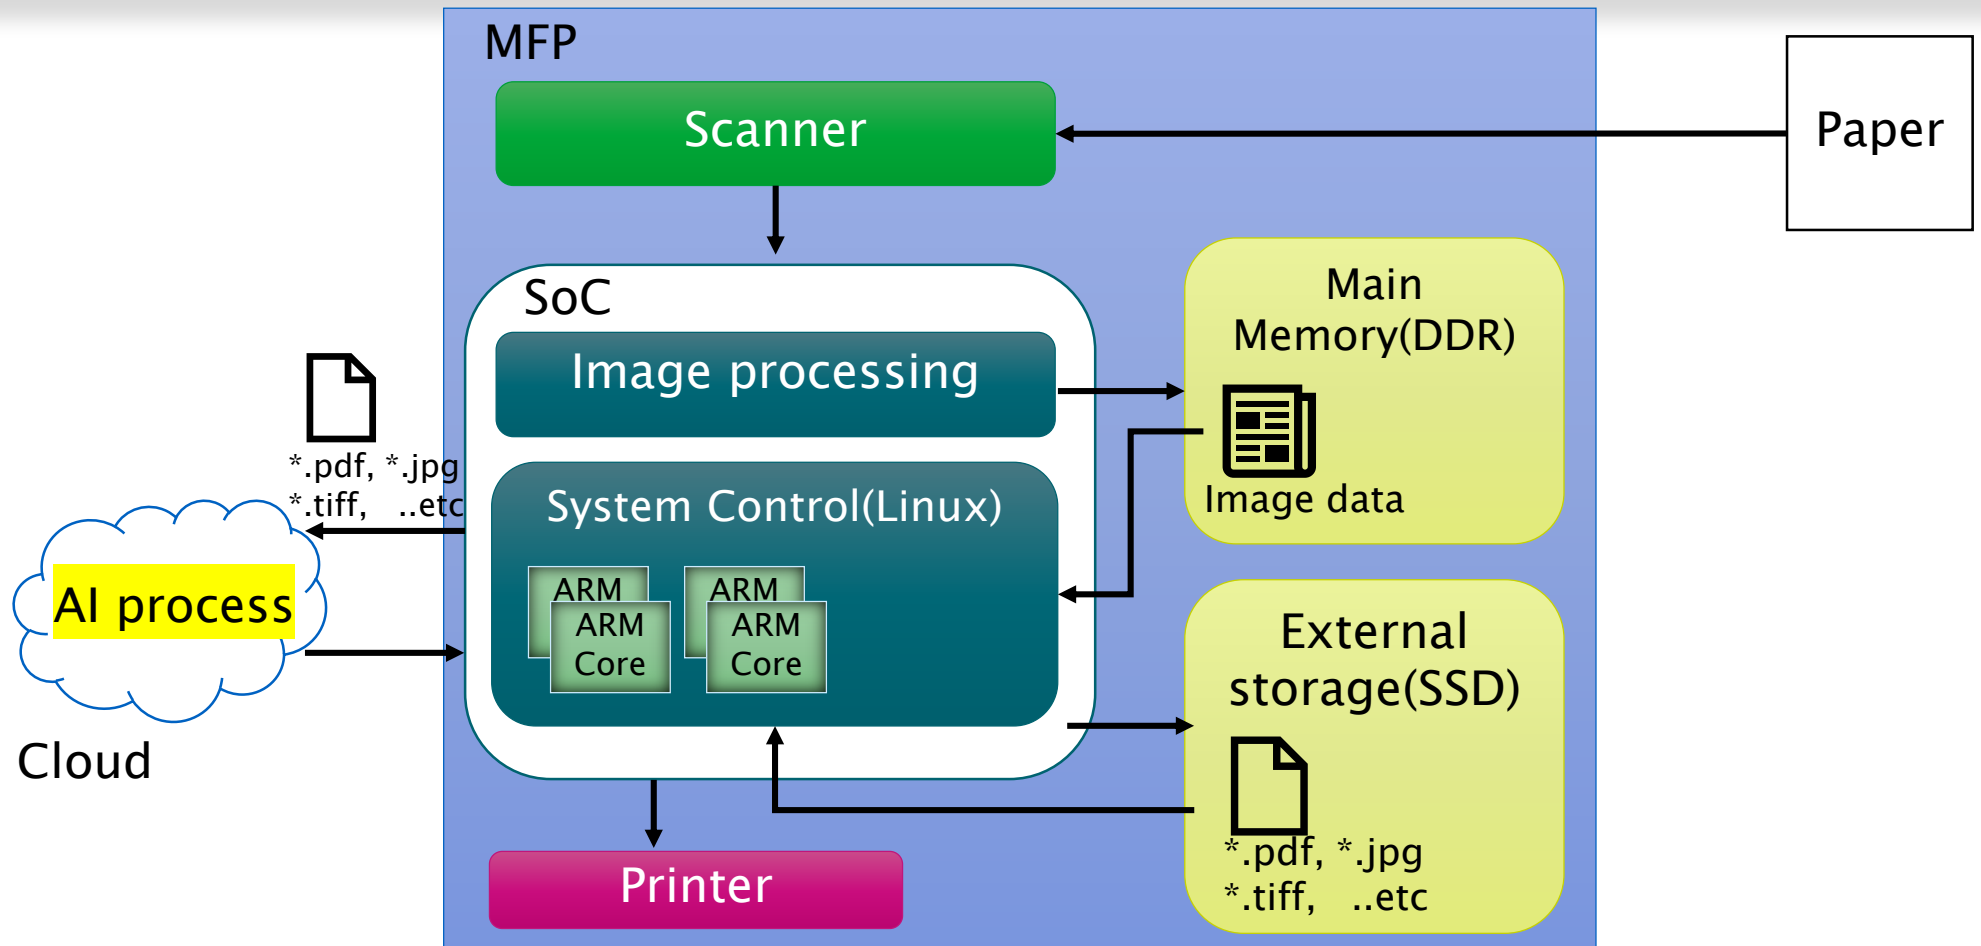 MFP
Scanner
Paper
SoC
Image processing
Main
Memory(DDR)
Image data
*.pdf, *.jpg
*.tiff, ..etc
System Control(Linux)
ARM
ARM
Core
ARM
ARM
Core
AI process
Cloud
External
storage(SSD)
*.pdf, *.jpg
*.tiff, ..etc
Printer